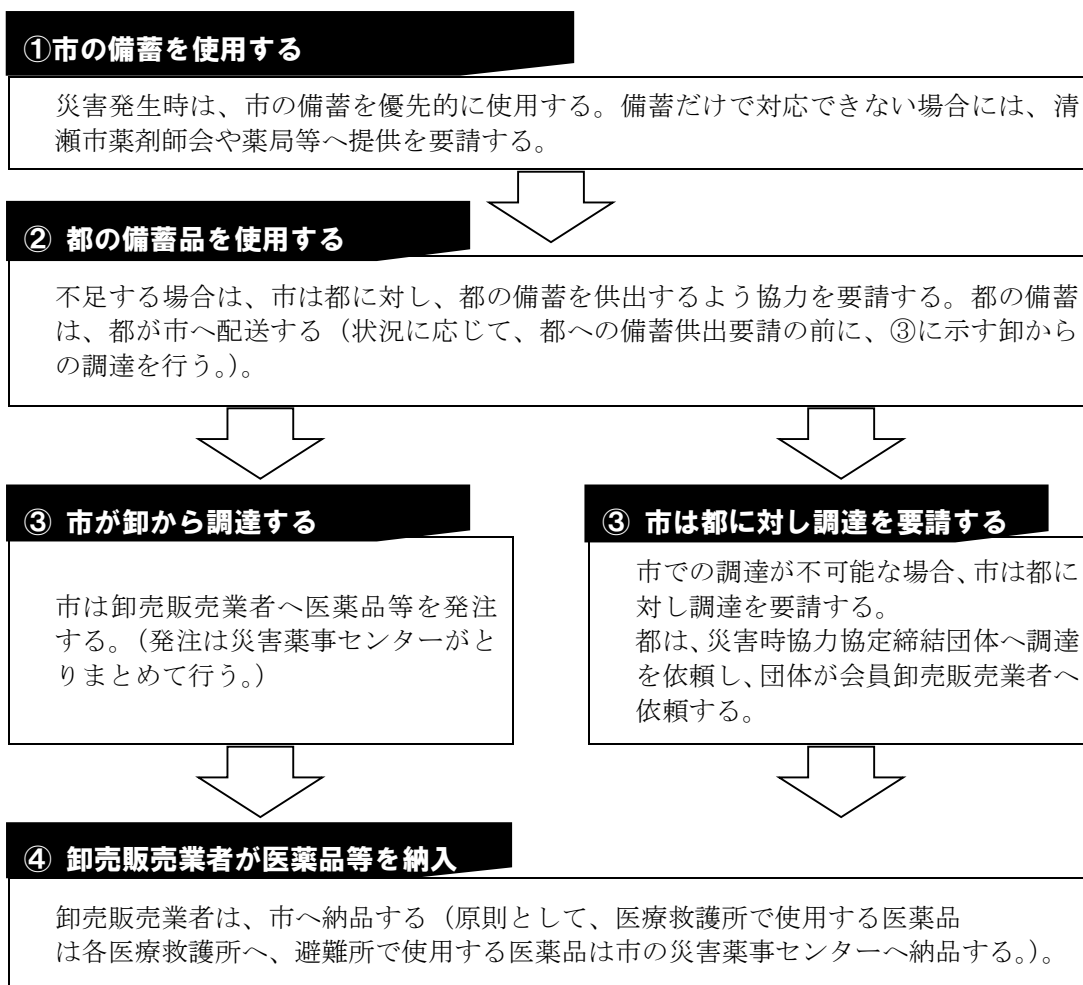 ①市の備蓄を使用する
災害発生時は、市の備蓄を優先的に使用する。備蓄だけで対応できない場合には、清
瀬市薬剤師会や薬局等へ提供を要請する。
② 都の備蓄品を使用する
不足する場合は、市は都に対し、都の備蓄を供出するよう協力を要請する。都の備蓄
は、都が市へ配送する（状況に応じて、都への備蓄供出要請の前に、③に示す卸から
の調達を行う。）。
③ 市が卸から調達する
市は卸売販売業者へ医薬品等を発注
する。（発注は災害薬事センターがと
りまとめて行う。）
③ 市は都に対し調達を要請する
市での調達が不可能な場合、市は都に
対し調達を要請する。
都は、災害時協力協定締結団体へ調達
を依頼し、団体が会員卸売販売業者へ
依頼する。
④ 卸売販売業者が医薬品等を納入
卸売販売業者は、市へ納品する（原則として、医療救護所で使用する医薬品
は各医療救護所へ、避難所で使用する医薬品は市の災害薬事センターへ納品する。）。